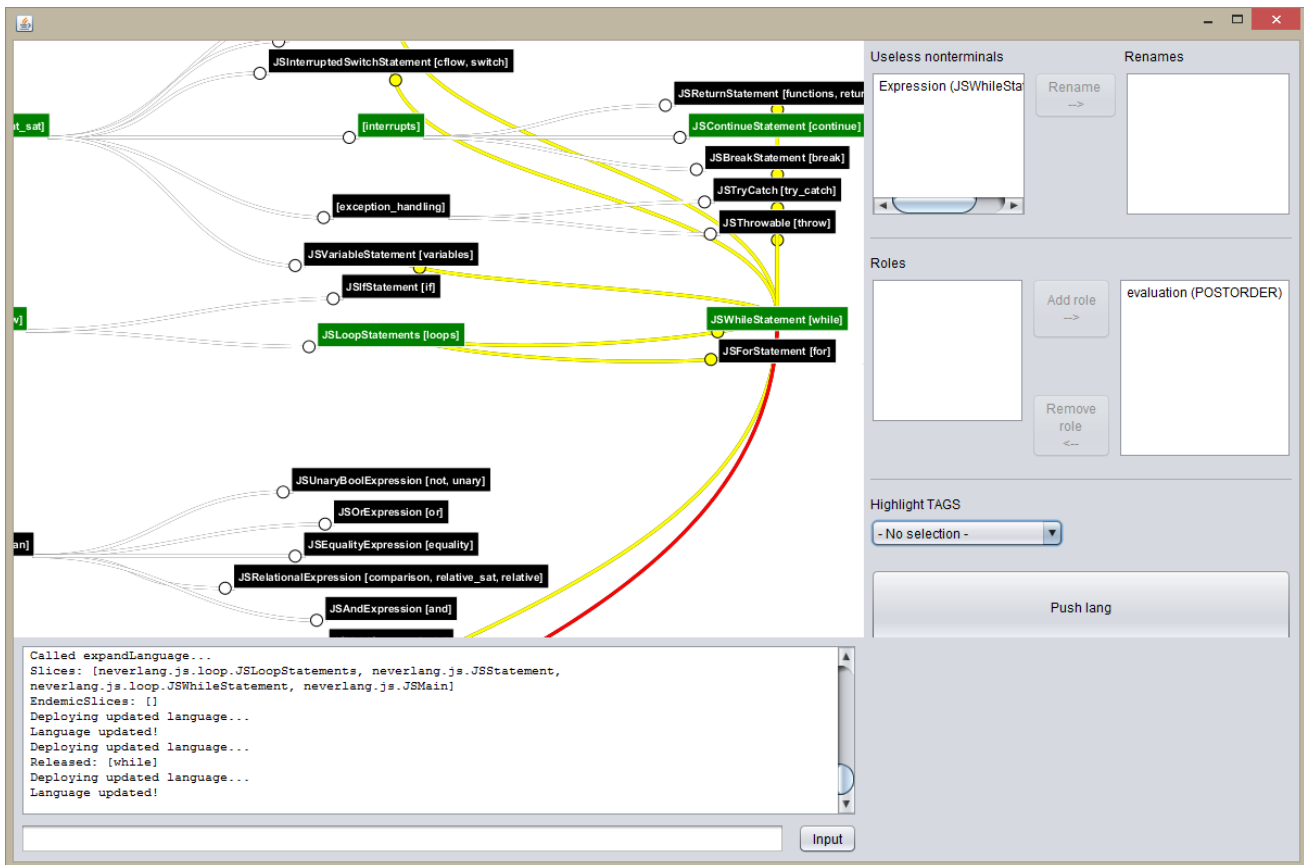 JSInterruptedSwitchStatement [cflow, switch]
JSReturnStatement [functions, retur
t_sat]
[interrupts]
JSContinueStatement [continue]
JSBreakStatement [break]
JSTryCatch [try_catch]
[exception_handling]
JSThrowable [throw]
JSVariableStatement [variables]
JSIfStatement [if]
w]
JSLoopStatements [loops]
JSWhileStatement [while]
JSForStatement [for]
JSUnaryBoolExpression [not, unary]
JSOrExpression [or]
an]
JSEqualityExpression [equality]
JSRelationalExpression [comparison, relative_sat, relative]
JSAndExpression [and]
Useless nonterminals
Renames
Expression (JSWhileStat
Rename
-->
Roles
Add role
-->
evaluation (POSTORDER)
Remove
role
<--
Highlight TAGS
- No selection -
Push lang
Called expandLanguage...
Slices: [neverlang.js.loop.JSLoopStatements, neverlang.js.JSStatement,
neverlang.js.loop.JSWhileStatement, neverlang.js.JSMain]
EndemicSlices: []
Deploying updated language...
Language updated!
Deploying updated language...
Released: [while]
Deploying updated language...
Language updated!
Input